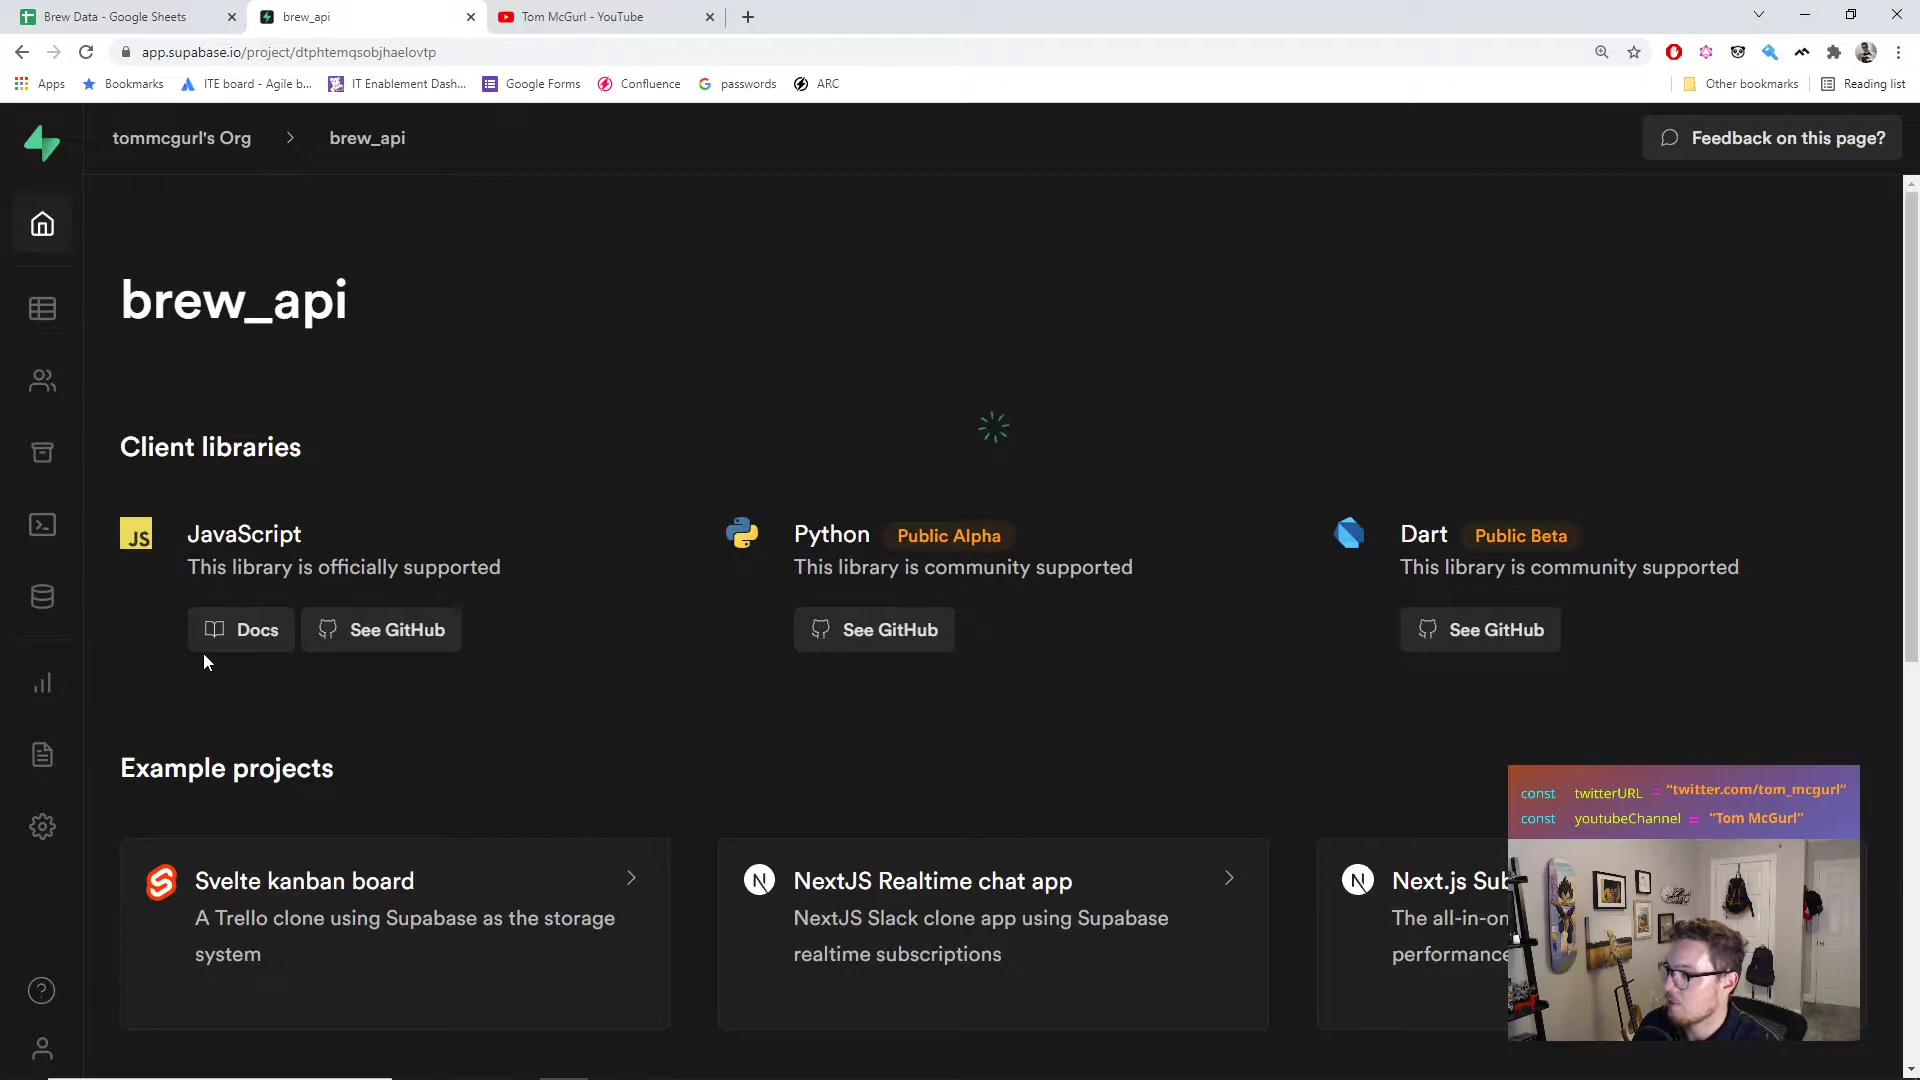 Brew Data - Google Sheets
brew_api
Tom McGurl - YouTube
app.supabase.io/project/dtphtemqsobjhaelovtp
Apps
Bookmarks
ITE board - Agile b...
IT Enablement Dash...
Google Forms
Confluence
passwords
ARC
Other bookmarks
Reading list
tommcgurl's Org
brew_api
Feedback on this page?
brew_api
Client libraries
JS
JavaScript
This library is officially supported
Docs
See GitHub
Python Public Alpha
This library is community supported
See GitHub
Dart Public Beta
This library is community supported
See GitHub
Example projects
Svelte kanban board
A Trello clone using Supabase as the storage
system
NextJS Realtime chat app
NextJS Slack clone app using Supabase
realtime subscriptions
Next.js Sub
The all-in-on
performance
const twitterURL = "twitter.com/tom_mcgurl"
const youtubeChannel = "Tom McGurl"